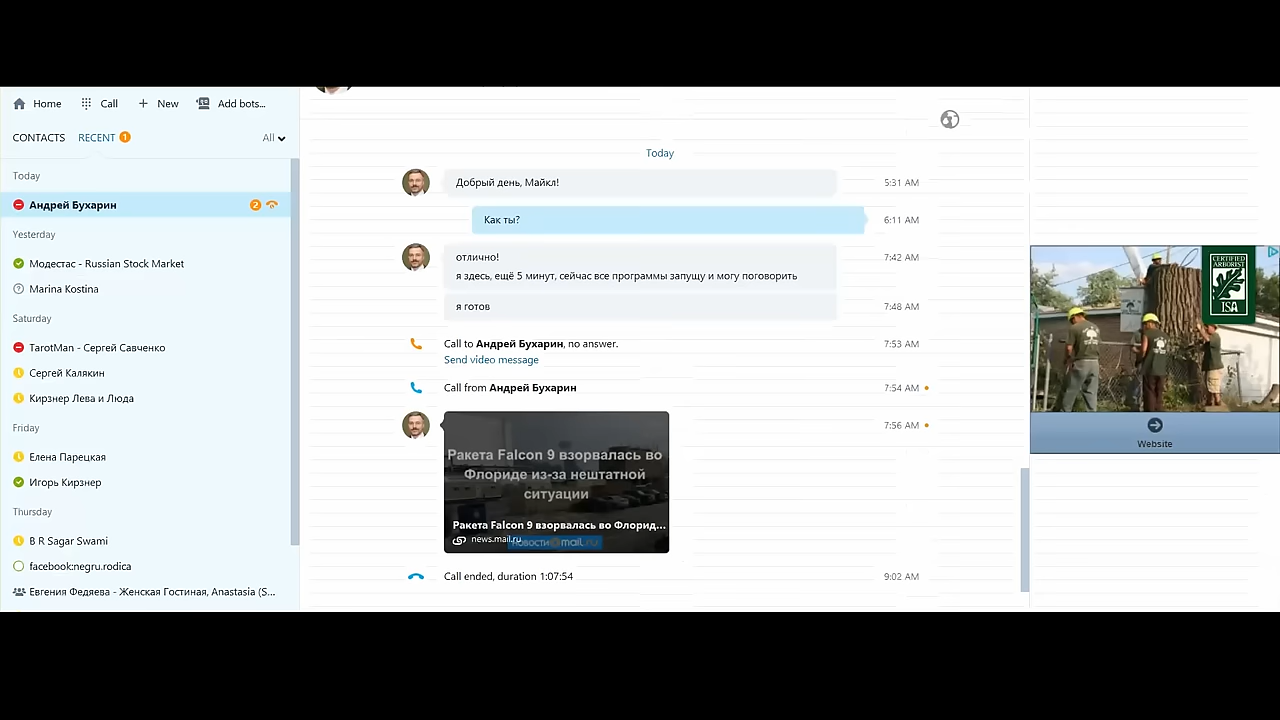 Home Call + New Add bots...
CONTACTS RECENT 1 All
Today
Андрей Бухарин 2
Yesterday
Модестас - Russian Stock Market
Marina Kostina
Saturday
TarotMan - Сергей Савченко
Сергей Калякин
Кирзнер Лева и Люда
Friday
Елена Парецкая
Игорь Кирзнер
Thursday
B R Sagar Swami
facebook:negru.rodica
Евгения Федяева - Женская Гостиная, Anastasia (S...
Today
Добрый день, Майкл! 5:31 AM
Как ты? 6:11 AM
отлично! 7:42 AM
я здесь, ещё 5 минут, сейчас все программы запущу и могу поговорить
я готов 7:48 AM
Call to Андрей Бухарин, no answer. 7:53 AM
Send video message
Call from Андрей Бухарин 7:54 AM
7:56 AM
Ракета Falcon 9 взорвалась во
Флориде из-за нештатной
ситуации
Ракета Falcon 9 взорвалась во Флорид...
news.mail.ru
новости@mail.ru
Call ended, duration 1:07:54 9:02 AM
CERTIFIED
ARBORIST
ISA
Website